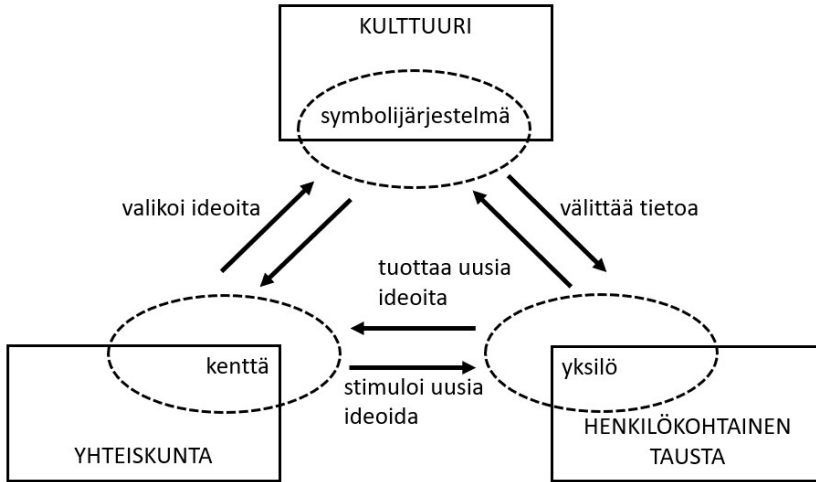 KULTTUURI
symbolijärjestelmä
valikoi ideoita
välittää tietoa
tuottaa uusia
ideoita
kenttä
yksilö
stimuloi uusia
ideoida
YHTEISKUNTA
HENKILÖKOHTAINEN
TAUSTA